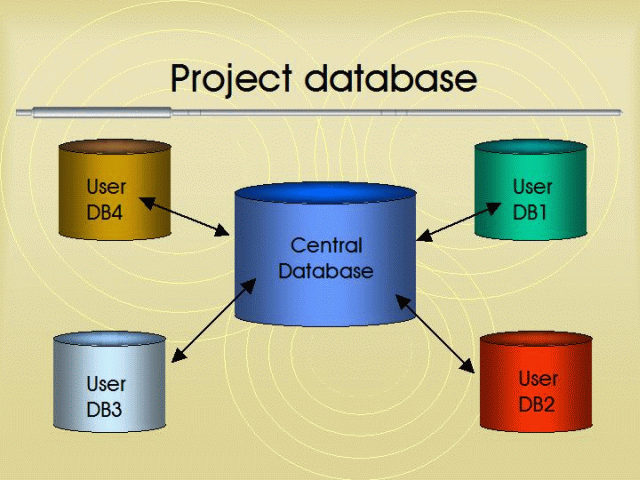 Project database
User
DB4
User
DB1
Central
Database
User
DB3
User
DB2